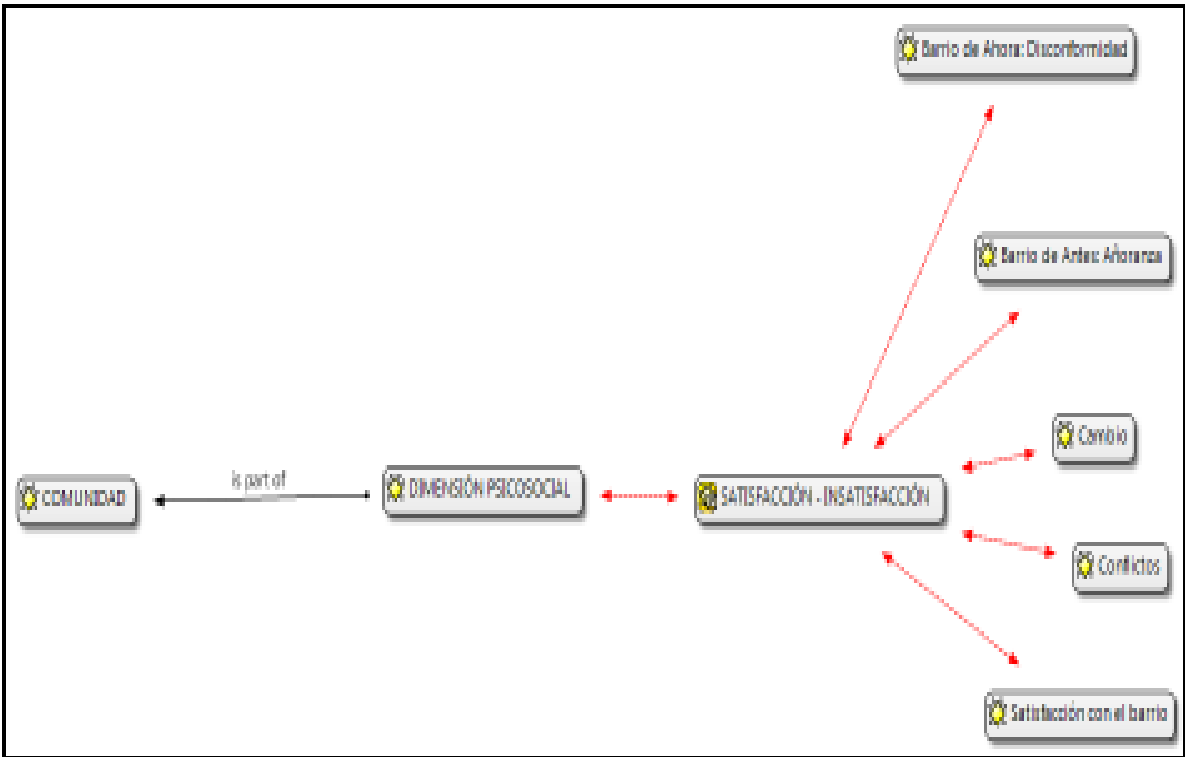 Barrio de Ahora: Disconformidad
Barrio de Antes: Añoranza
Cambio
is part of
COMUNIDAD
DIMENSIÓN PSICOSOCIAL
SATISFACCIÓN - INSATISFACCIÓN
Conflictos
Satisfacción con el barrio